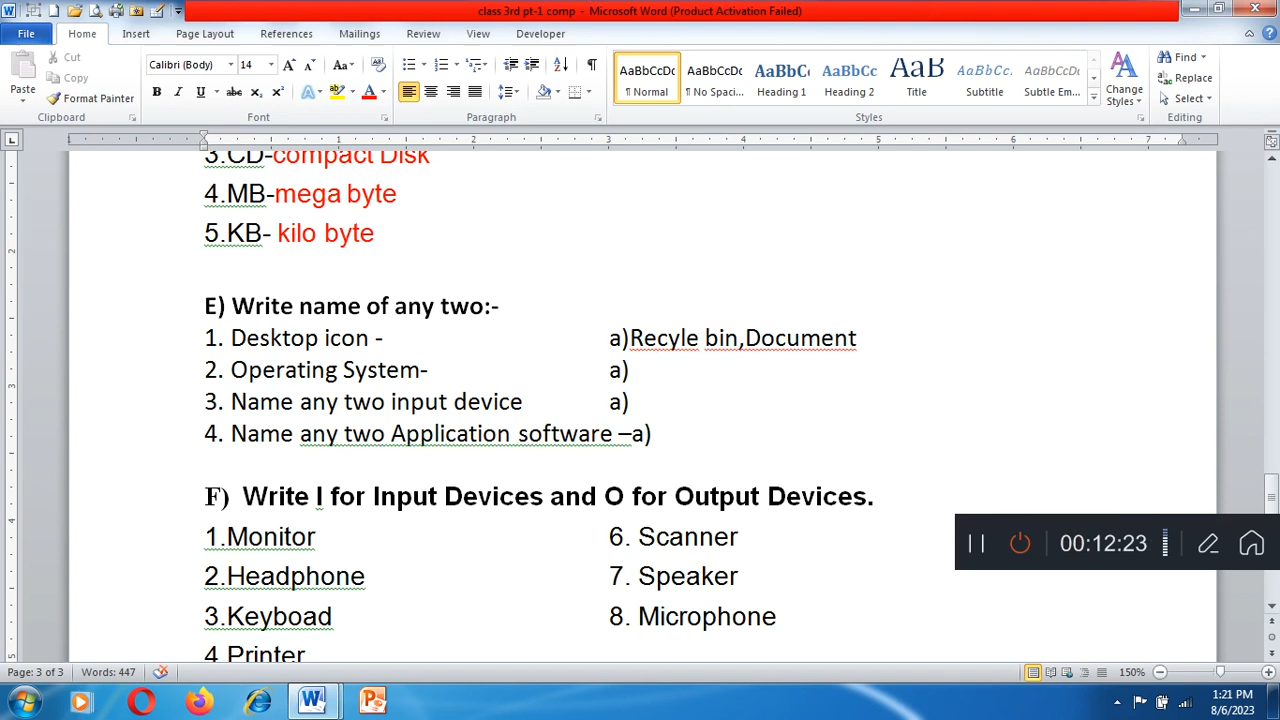 class 3rd pt-1 comp - Microsoft Word (Product Activation Failed)
File Home Insert Page Layout References Mailings Review View Developer
Cut
Copy
Format Painter
Paste
Clipboard
Calibri (Body) 14
Font
Paragraph
AaBbCcDc AaBbCcDc AaBbCc AaBbCc AaB AaBbCc. AaBbCcDc
¶ Normal ¶ No Spaci... Heading 1 Heading 2 Title Subtitle Subtle Em...
Change Styles
Styles
Find
Replace
Select
Editing
3.CD-compact Disk
4.MB-mega byte
5.KB- kilo byte
E) Write name of any two:-
1. Desktop icon - a)Recyle bin,Document
2. Operating System- a)
3. Name any two input device a)
4. Name any two Application software –a)
F) Write I for Input Devices and O for Output Devices.
1.Monitor 6. Scanner
2.Headphone 7. Speaker
3.Keyboad 8. Microphone
4.Printer
00:12:23
Page: 3 of 3 Words: 447 150%
1:21 PM
8/6/2023